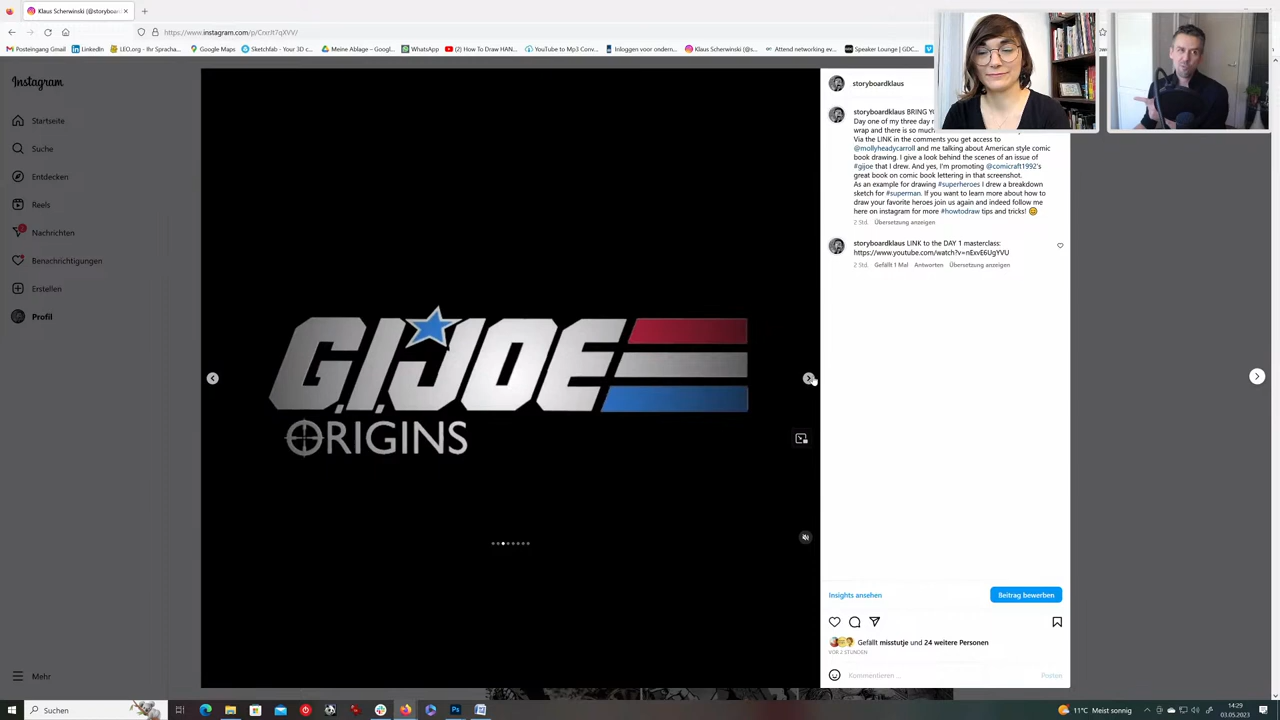 Klaus Scherwinski (@storyboard
https://www.instagram.com/p/CxxrJt7qXVV/
Posteingang Gmail
LinkedIn
LEO.org - Ihr Spracha...
Google Maps
Sketchfab - Your 3D c...
Meine Ablage – Googl...
WhatsApp
(2) How To Draw HAN...
YouTube to Mp3 Conv...
Inloggen voor ondern...
Klaus Scherwinski (@s...
Attend networking ev...
Speaker Lounge | GDC...
Instagram
Startseite
Suche
Entdecken
Reels
Nachrichten
Benachrichtigungen
Erstellen
Profil
Mehr
G.I.JOE
ORIGINS
storyboardklaus
storyboardklaus BRING
Day one of my three day
wrap and there is so much
Via the LINK in the comments you get access to
@mollyheadycarroll and me talking about American style comic
book drawing. I give a look behind the scenes of an issue of
#gijoe that I drew. And yes, I'm promoting @comicraft1992's
great book on comic book lettering in that screenshot.
As an example for drawing #superheroes I drew a breakdown
sketch for #superman. If you want to learn more about how to
draw your favorite heroes join us again and indeed follow me
here on instagram for more #howtodraw tips and tricks! 😊
2 Std. Übersetzung anzeigen
storyboardklaus LINK to the DAY 1 masterclass:
https://www.youtube.com/watch?v=nExvE6UgYVU
2 Std. Gefällt 1 Mal Antworten Übersetzung anzeigen
Insights ansehen
Beitrag bewerben
Gefällt misstutje und 24 weitere Personen
VOR 2 STUNDEN
Kommentieren ...
Posten
Suchen
11°C Meist sonnig
14:29
03.05.2023